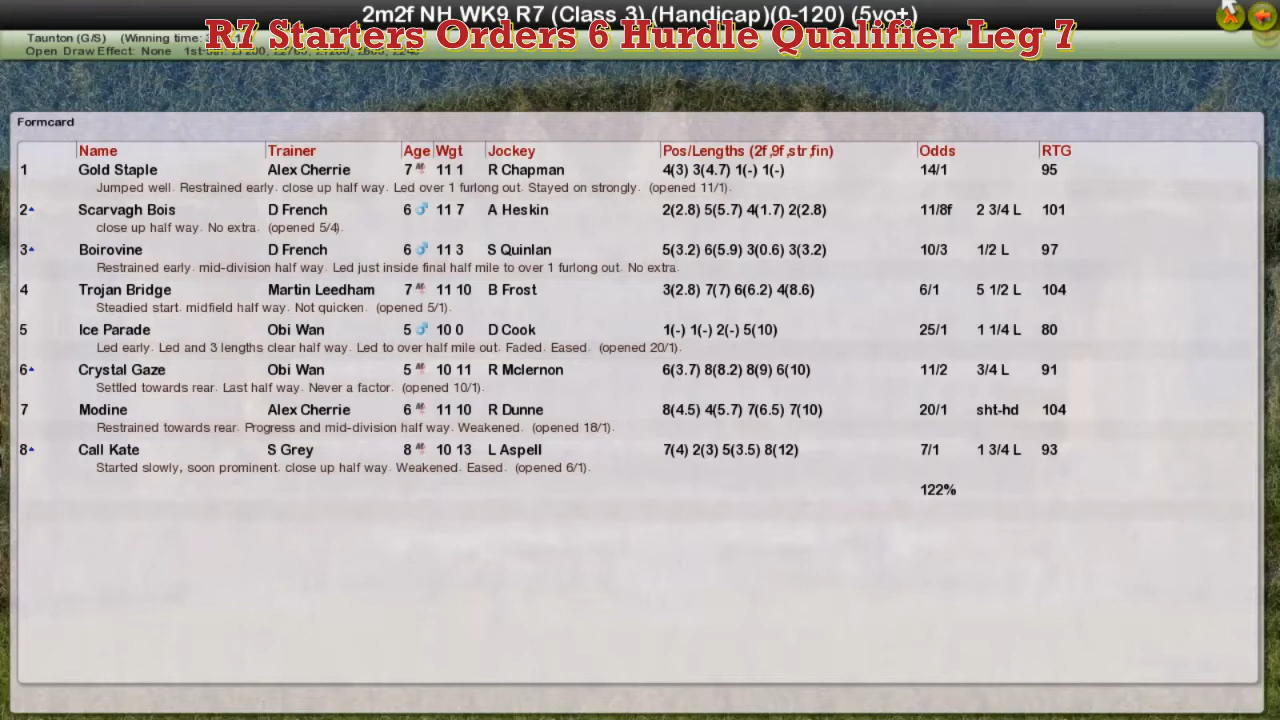 2m2f NH WK9 R7 (Class 3) (Handicap)(0-120) (5yo+)
R7 Starters Orders 6 Hurdle Qualifier Leg 7
Taunton (G/S) (Winning time:
Open Draw Effect: None
Formcard
Name Trainer Age Wgt Jockey Pos/Lengths (2f,9f,str,fin) Odds RTG
1 Gold Staple Alex Cherrie 7 11 1 R Chapman 4(3) 3(4.7) 1(-) 1(-) 14/1 95
Jumped well. Restrained early. close up half way. Led over 1 furlong out. Stayed on strongly. (opened 11/1).
2 Scarvagh Bois D French 6 11 7 A Heskin 2(2.8) 5(5.7) 4(1.7) 2(2.8) 11/8f 2 3/4 L 101
close up half way. No extra. (opened 5/4).
3 Boirovine D French 6 11 3 S Quinlan 5(3.2) 6(5.9) 3(0.6) 3(3.2) 10/3 1/2 L 97
Restrained early. mid-division half way. Led just inside final half mile to over 1 furlong out. No extra.
4 Trojan Bridge Martin Leedham 7 11 10 B Frost 3(2.8) 7(7) 6(6.2) 4(8.6) 6/1 5 1/2 L 104
Steadied start. midfield half way. Not quicken. (opened 5/1).
5 Ice Parade Obi Wan 5 10 0 D Cook 1(-) 1(-) 2(-) 5(10) 25/1 1 1/4 L 80
Led early. Led and 3 lengths clear half way. Led to over half mile out. Faded. Eased. (opened 20/1).
6 Crystal Gaze Obi Wan 5 10 11 R Mclernon 6(3.7) 8(8.2) 8(9) 6(10) 11/2 3/4 L 91
Settled towards rear. Last half way. Never a factor. (opened 10/1).
7 Modine Alex Cherrie 6 11 10 R Dunne 8(4.5) 4(5.7) 7(6.5) 7(10) 20/1 sht-hd 104
Restrained towards rear. Progress and mid-division half way. Weakened. (opened 18/1).
8 Call Kate S Grey 8 10 13 L Aspell 7(4) 2(3) 5(3.5) 8(12) 7/1 1 3/4 L 93
Started slowly, soon prominent. close up half way. Weakened. Eased. (opened 6/1).
122%